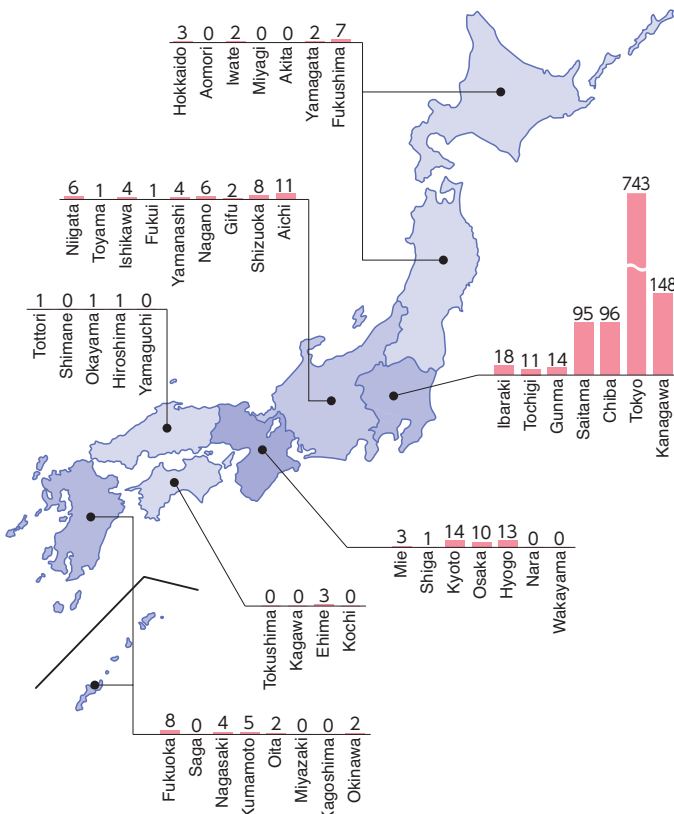 3 0 2 0 0 2 7
Hokkaido Aomori Iwate Miyagi Akita Yamagata Fukushima
6 1 4 1 4 6 2 8 11
Niigata Toyama Ishikawa Fukui Yamanashi Nagano Gifu Shizuoka Aichi
743
148
95 96
18 11 14
Ibaraki Tochigi Gunma Saitama Chiba Tokyo Kanagawa
1 0 1 1 0
Tottori Shimane Okayama Hiroshima Yamaguchi
3 1 14 10 13 0 0
Mie Shiga Kyoto Osaka Hyogo Nara Wakayama
0 0 3 0
Tokushima Kagawa Ehime Kochi
8 0 4 5 2 0 0 2
Fukuoka Saga Nagasaki Kumamoto Oita Miyazaki Kagoshima Okinawa